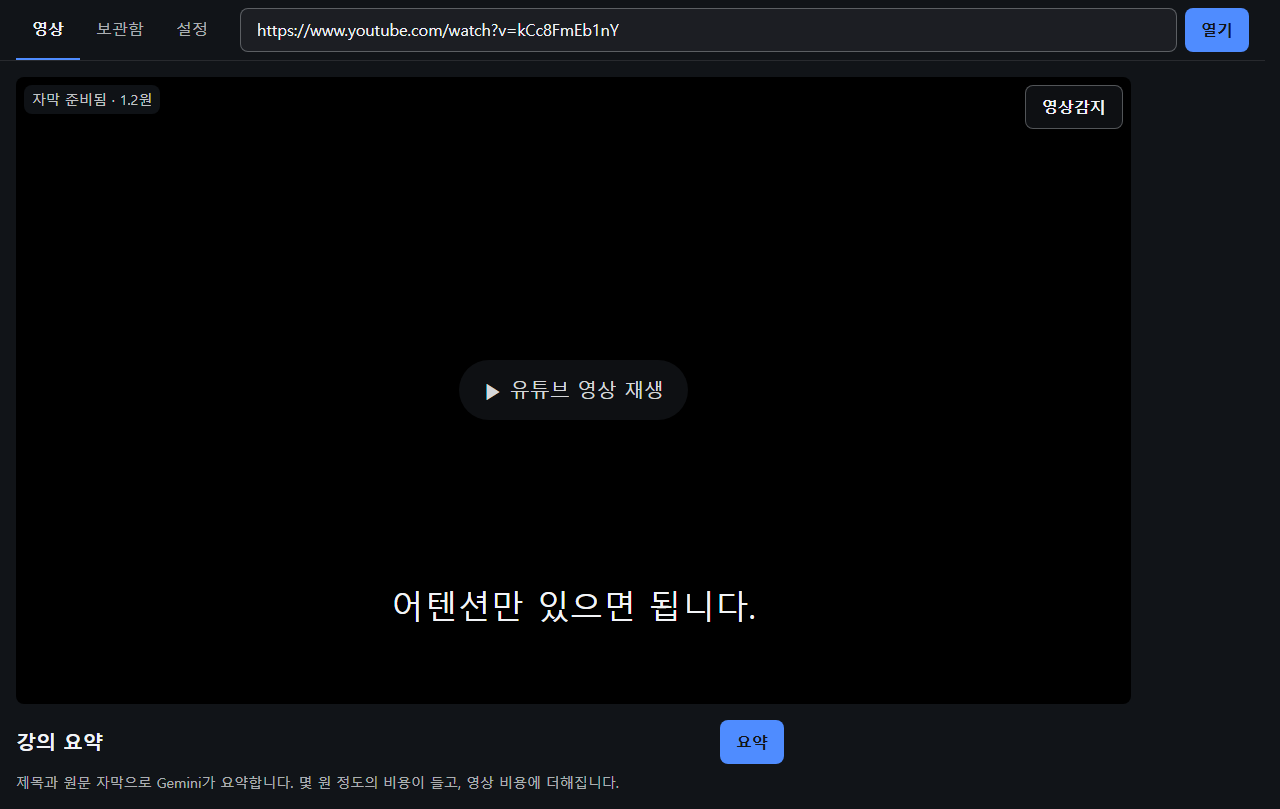 영상 보관함 설정 https://www.youtube.com/watch?v=kCc8FmEb1nY 열기
자막 준비됨 · 1.2원 영상감지
▶ 유튜브 영상 재생
어텐션만 있으면 됩니다.
강의 요약 요약
제목과 원문 자막으로 Gemini가 요약합니다. 몇 원 정도의 비용이 들고, 영상 비용에 더해집니다.